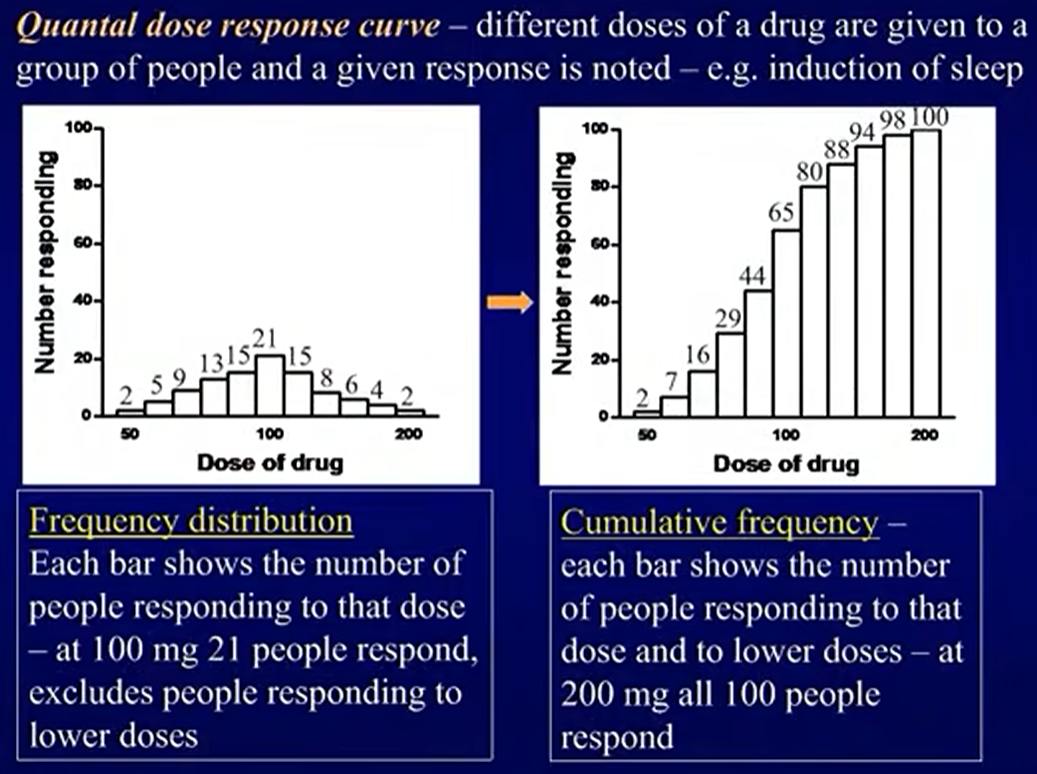 Quantal dose response curve – different doses of a drug are given to a
group of people and a given response is noted – e.g. induction of sleep
100
80
60
40
20
0
Number responding
2 5 9 13 15 21 15 8 6 4 2
50 100 200
Dose of drug
100
80
60
40
20
0
Number responding
2 7 16 29 44 65 80 88 94 98 100
50 100 200
Dose of drug
Frequency distribution
Each bar shows the number of
people responding to that dose
– at 100 mg 21 people respond,
excludes people responding to
lower doses
Cumulative frequency –
each bar shows the number
of people responding to that
dose and to lower doses – at
200 mg all 100 people
respond